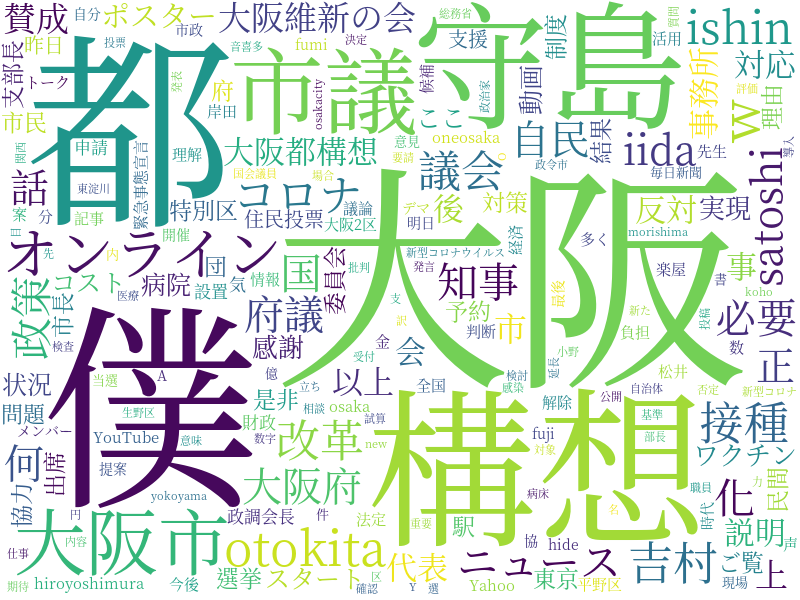 賛成
ポスター
大阪維新の会
fumi
総務省
候補
決定
支援
制度
活用
質問
ishin
支部長
昨日
自分
投票
市政
音喜多
都
市議
守島
osakacity
動画
政治家
事務所
対応
評価
トーク
発表
府
岸田
ここ
W
理由
導入
市民
申請
理解
緊急事態宣言
大阪都構想
oneosaka
自民
結果
意見
要請
政令市
先生
毎日新聞
iida
satoshi
関西
案
記事
東淀川
特別区
国会議員
場合
コロナ
住民投票
議論
大阪2区
議会
デマ
後
対策
反対
実現
話
分
目
先
開催
明日
新型コロナウイルス
経済
多く
morishima
オンライン
大阪
国
団
気
情報
批判
委員会
知事
発言
楽屋
事
書
koho
政策
コスト
病院
設置
市長
内
医療
府議
予約
市
最後
新た
投稿
必要
検査
僕
感謝
支
訳
金
会
判断
負担
数
正
状況
当選
A
億
受付
立ち
以上
全国
検討
感染
小野
延長
松井
自治体
否定
新型コロナ
問題
生野区
是非
相談
osaka
試算
構想
解除
公開
基準
接種
メンバー
YouTube
意味
財政
数字
改革
new
fuji
対象
部長
ワクチン
何
出席
提案
大阪府
病床
力
職員
化
民間
協力
yokoyama
大阪市
政調会長
件
法定
重要
駅
協
hide
名
時代
説明
声
円
otokita
代表
ニュース
吉村
ご覧
上
仕事
内容
選挙
スタート
区
Yahoo
東京
平野区
現場
期待
hiroyoshimura
今後
確認
Y
選